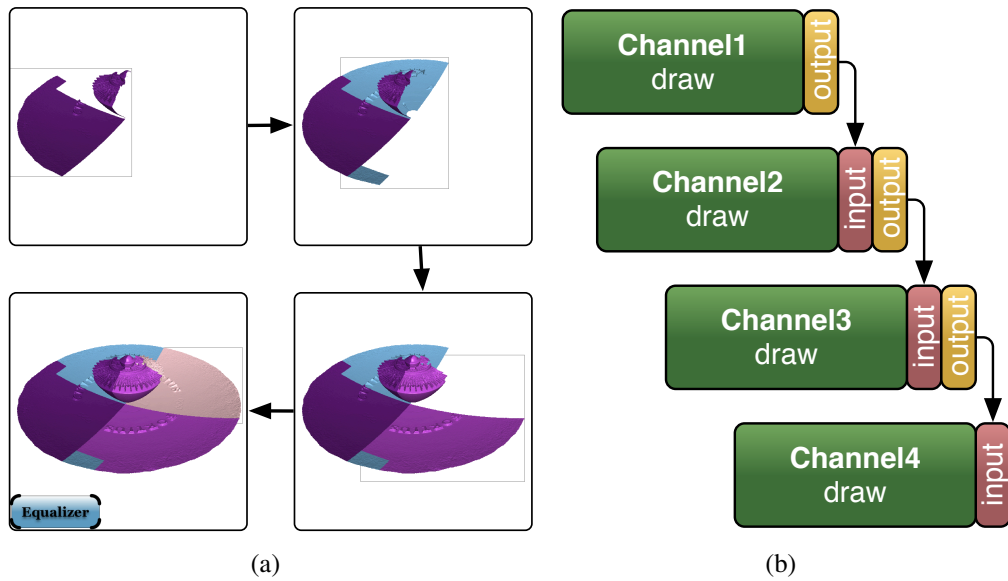 Equalizer
(a)
Channel1
draw
output
Channel2
draw
input
output
Channel3
draw
input
output
Channel4
draw
input
(b)